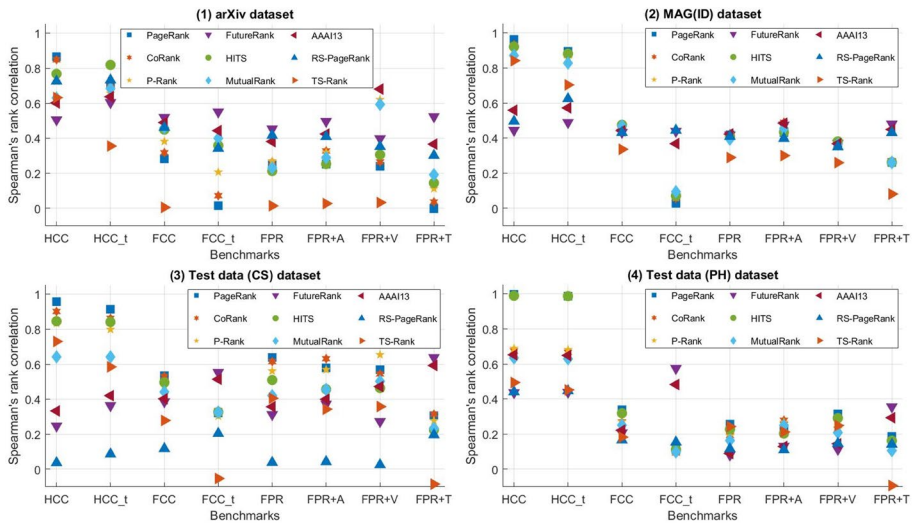 (1) arXiv dataset
Spearman's rank correlation
1
0.8
0.6
0.4
0.2
0
PageRank FutureRank AAAI13
CoRank HITS RS-PageRank
P-Rank MutualRank TS-Rank
HCC HCC_t FCC FCC_t FPR FPR+A FPR+V FPR+T
Benchmarks
(2) MAG(ID) dataset
Spearman's rank correlation
1
0.8
0.6
0.4
0.2
0
PageRank FutureRank AAAI13
CoRank HITS RS-PageRank
P-Rank MutualRank TS-Rank
HCC HCC_t FCC FCC_t FPR FPR+A FPR+V FPR+T
Benchmarks
(3) Test data (CS) dataset
Spearman's rank correlation
1
0.8
0.6
0.4
0.2
0
PageRank FutureRank AAAI13
CoRank HITS RS-PageRank
P-Rank MutualRank TS-Rank
HCC HCC_t FCC FCC_t FPR FPR+A FPR+V FPR+T
Benchmarks
(4) Test data (PH) dataset
Spearman's rank correlation
1
0.8
0.6
0.4
0.2
0
PageRank FutureRank AAAI13
CoRank HITS RS-PageRank
P-Rank MutualRank TS-Rank
HCC HCC_t FCC FCC_t FPR FPR+A FPR+V FPR+T
Benchmarks